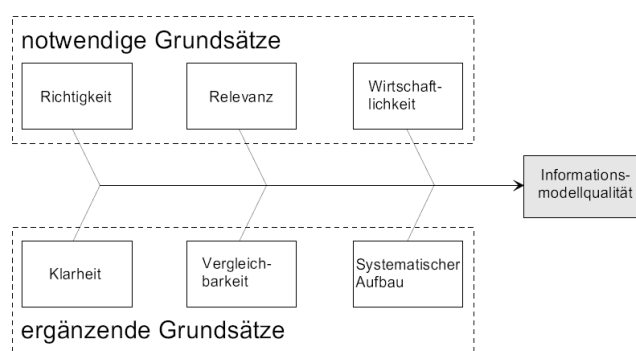 notwendige Grundsätze
Richtigkeit
Relevanz
Wirtschaft-
lichkeit
Informations-
modellqualität
Klarheit
Vergleich-
barkeit
Systematischer
Aufbau
ergänzende Grundsätze